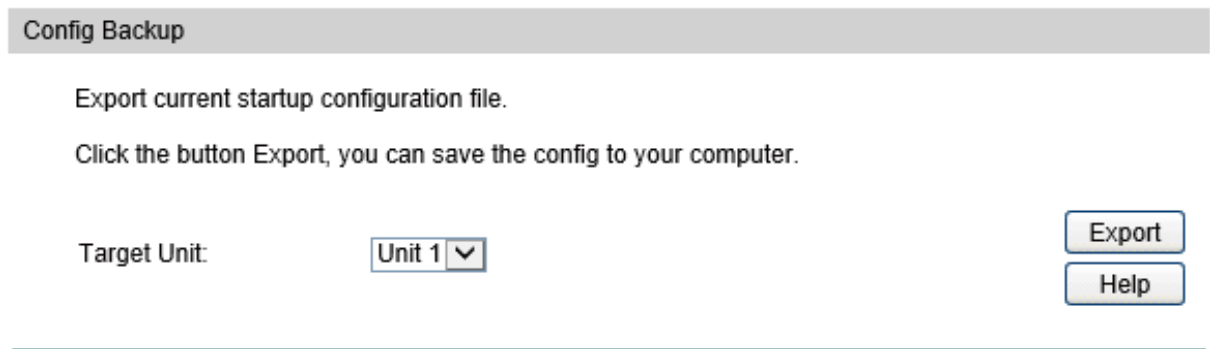 Config Backup
Export current startup configuration file.
Click the button Export, you can save the config to your computer.
Target Unit: Unit 1 Export
Help